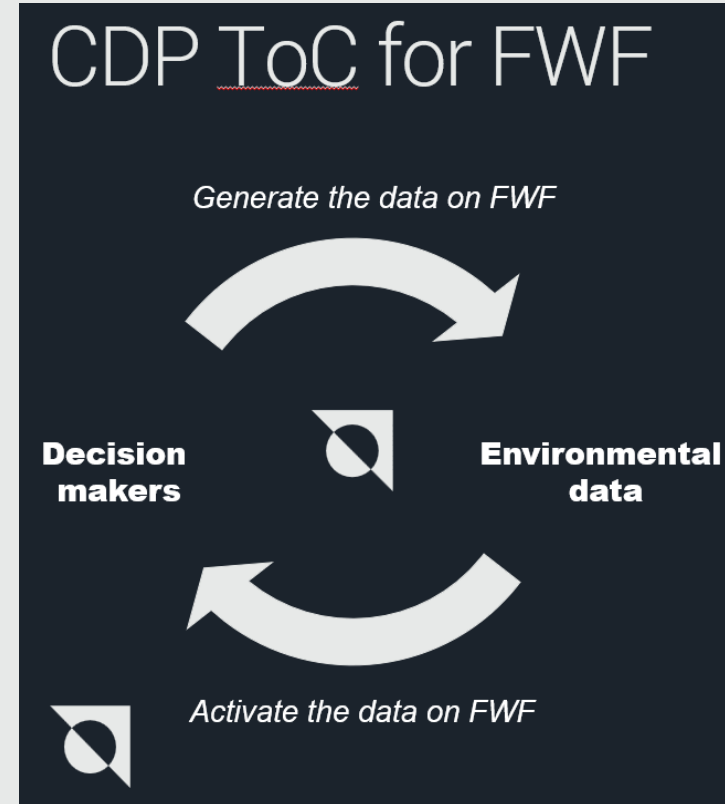 CDP ToC for FWF
Generate the data on FWF
Decision
makers
Environmental
data
Activate the data on FWF